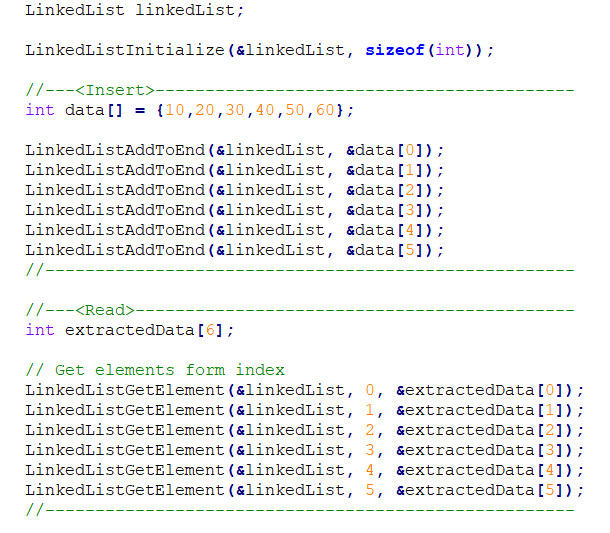 LinkedList linkedList;
LinkedListInitialize(&linkedList, sizeof(int));
//---<Insert>------------------------------------------
int data[] = {10,20,30,40,50,60};
LinkedListAddToEnd(&linkedList, &data[0]);
LinkedListAddToEnd(&linkedList, &data[1]);
LinkedListAddToEnd(&linkedList, &data[2]);
LinkedListAddToEnd(&linkedList, &data[3]);
LinkedListAddToEnd(&linkedList, &data[4]);
LinkedListAddToEnd(&linkedList, &data[5]);
//-----------------------------------------------------
//---<Read>--------------------------------------------
int extractedData[6];
// Get elements form index
LinkedListGetElement(&linkedList, 0, &extractedData[0]);
LinkedListGetElement(&linkedList, 1, &extractedData[1]);
LinkedListGetElement(&linkedList, 2, &extractedData[2]);
LinkedListGetElement(&linkedList, 3, &extractedData[3]);
LinkedListGetElement(&linkedList, 4, &extractedData[4]);
LinkedListGetElement(&linkedList, 5, &extractedData[5]);
//-----------------------------------------------------